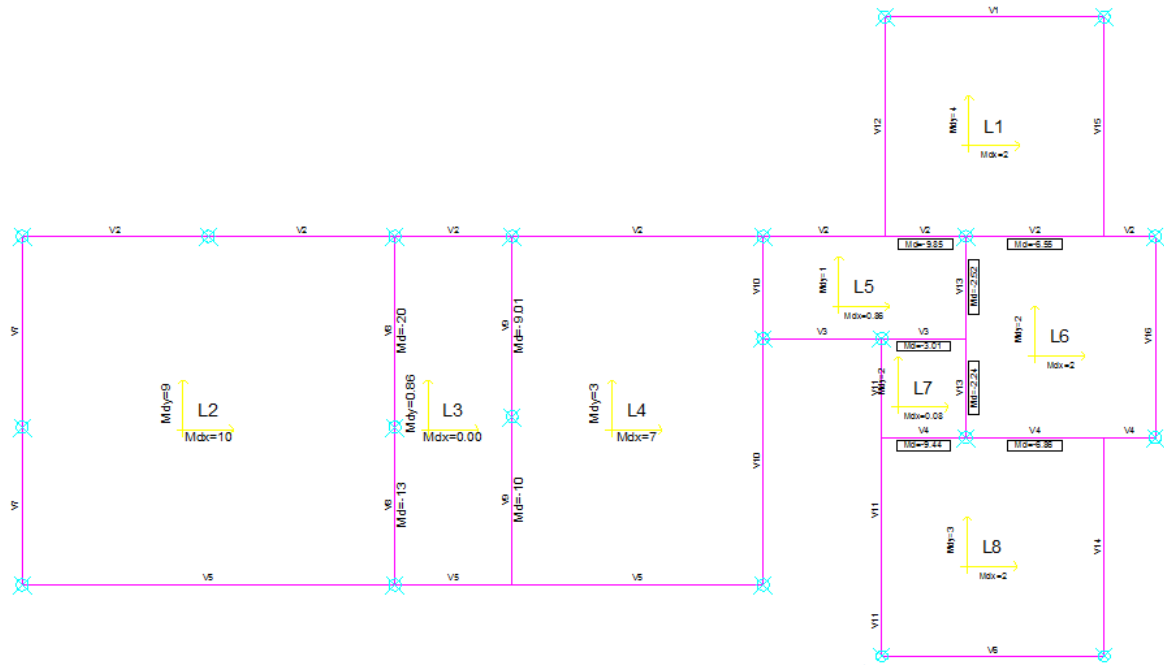 V1
V12
Mdy=4
L1
Mdx=2
V15
V2
V2
V2
V2
V2
V2
V2
V2
Md=-9.85
Md=-6.55
V7
V8
Md=-20
V9
Md=-9.01
V10
Mdy=1
L5
Mdx=0.86
V13
Md=-2.52
Mdy=2
L6
Mdx=2
V16
V3
V3
Md=-3.01
Mdy=9
L2
Mdx=10
Mdy=0.86
L3
Mdx=0.00
Mdy=3
L4
Mdx=7
V11
Mdy=2
L7
Mdx=0.08
V13
Md=-2.24
V4
V4
V4
Md=-9.44
Md=-6.86
V7
V8
Md=-13
V9
Md=-10
V10
V11
Mdy=3
L8
Mdx=2
V14
V5
V5
V5
V11
V6